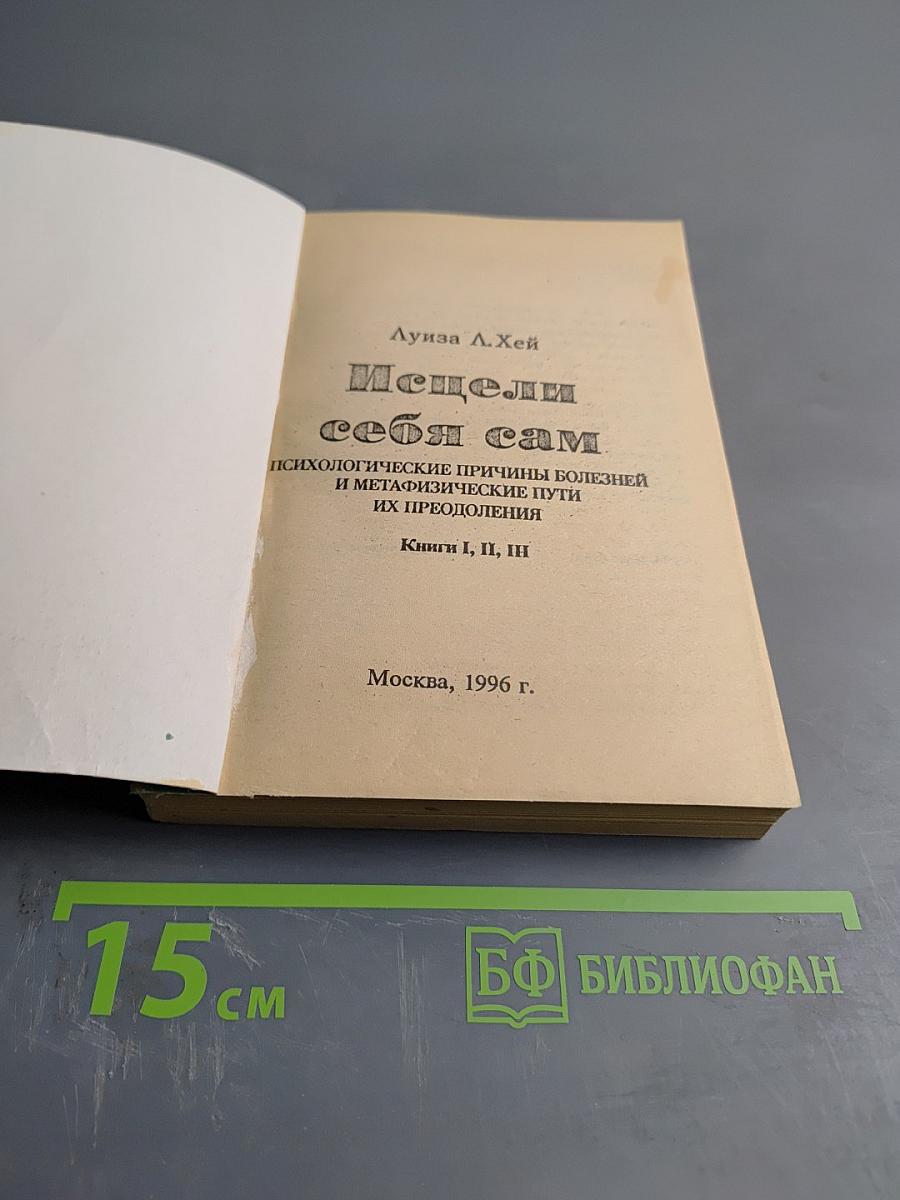 Луиза Л. Хей
Исцели
себя сам
ПСИХОЛОГИЧЕСКИЕ ПРИЧИНЫ БОЛЕЗНЕЙ
И МЕТАФИЗИЧЕСКИЕ ПУТИ
ИХ ПРЕОДОЛЕНИЯ
Книги I, II, III
Москва, 1996 г.
15 см
БФ БИБЛИОФАН